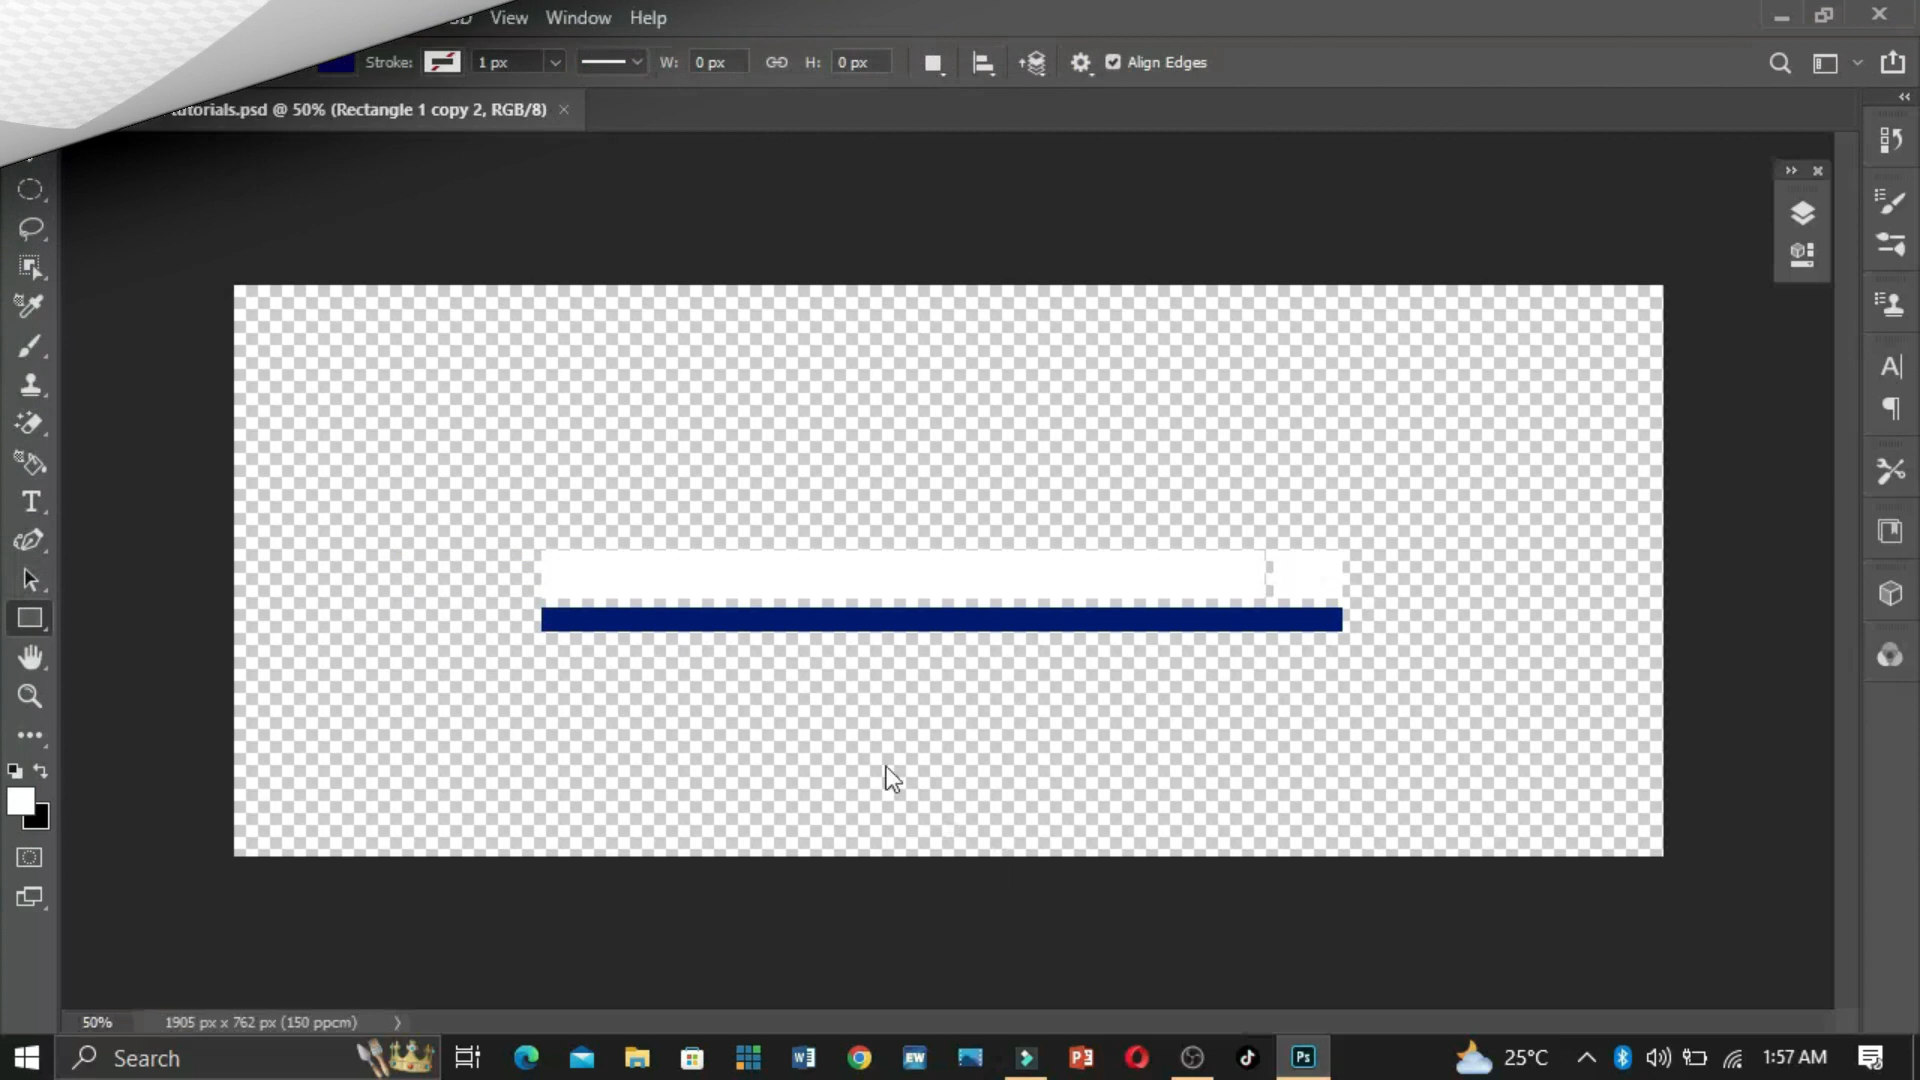 View Window Help
Stroke: 1 px W: 0 px H: 0 px Align Edges
tutorials.psd @ 50% (Rectangle 1 copy 2, RGB/8) ×
50% 1905 px x 762 px (150 ppcm)
Search 25°C 1:57 AM